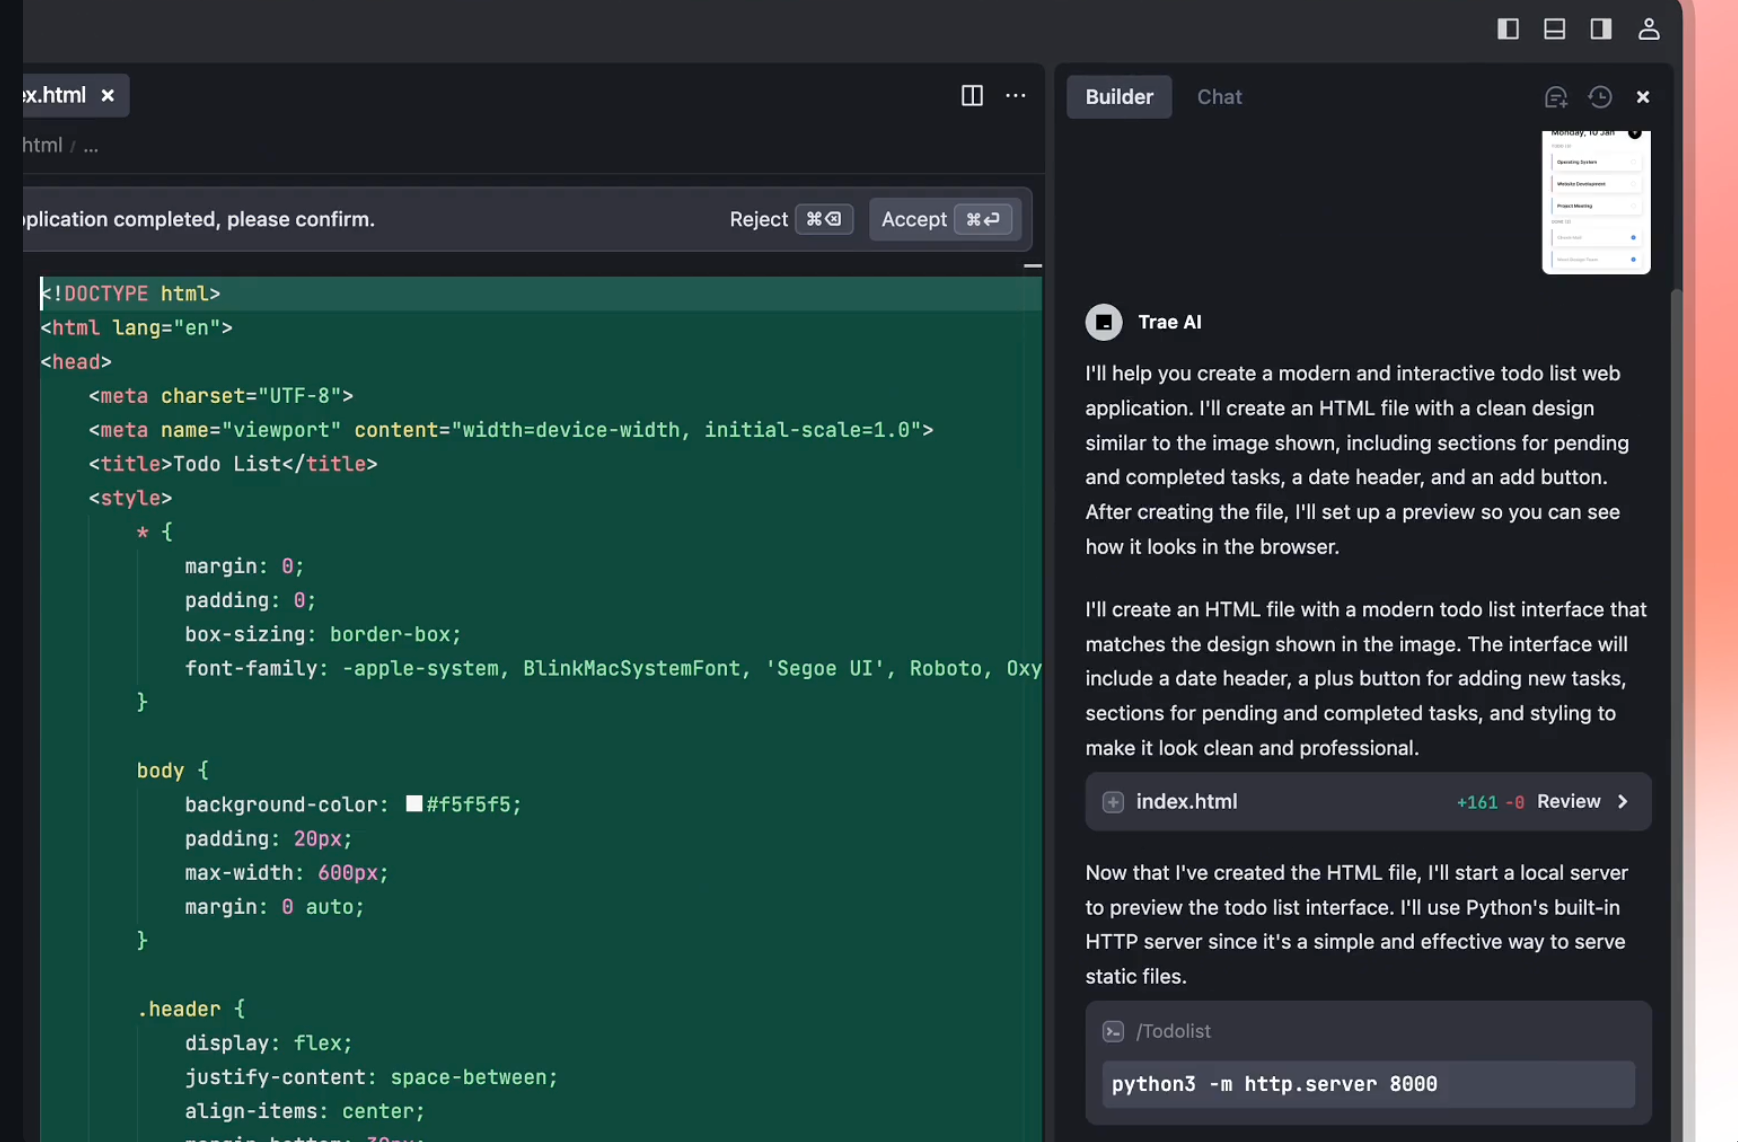 ex.html
html / ...
plication completed, please confirm.
Reject
Accept
<!DOCTYPE html>
<html lang="en">
<head>
<meta charset="UTF-8">
<meta name="viewport" content="width=device-width, initial-scale=1.0">
<title>Todo List</title>
<style>
* {
margin: 0;
padding: 0;
box-sizing: border-box;
font-family: -apple-system, BlinkMacSystemFont, 'Segoe UI', Roboto, Oxy
}
body {
background-color: #f5f5f5;
padding: 20px;
max-width: 600px;
margin: 0 auto;
}
.header {
display: flex;
justify-content: space-between;
align-items: center;
Builder
Chat
Monday, 10 Jan
Operating System
Website Development
Project Meeting
Trae AI
I'll help you create a modern and interactive todo list web
application. I'll create an HTML file with a clean design
similar to the image shown, including sections for pending
and completed tasks, a date header, and an add button.
After creating the file, I'll set up a preview so you can see
how it looks in the browser.
I'll create an HTML file with a modern todo list interface that
matches the design shown in the image. The interface will
include a date header, a plus button for adding new tasks,
sections for pending and completed tasks, and styling to
make it look clean and professional.
index.html +161 -0 Review
Now that I've created the HTML file, I'll start a local server
to preview the todo list interface. I'll use Python's built-in
HTTP server since it's a simple and effective way to serve
static files.
/Todolist
python3 -m http.server 8000